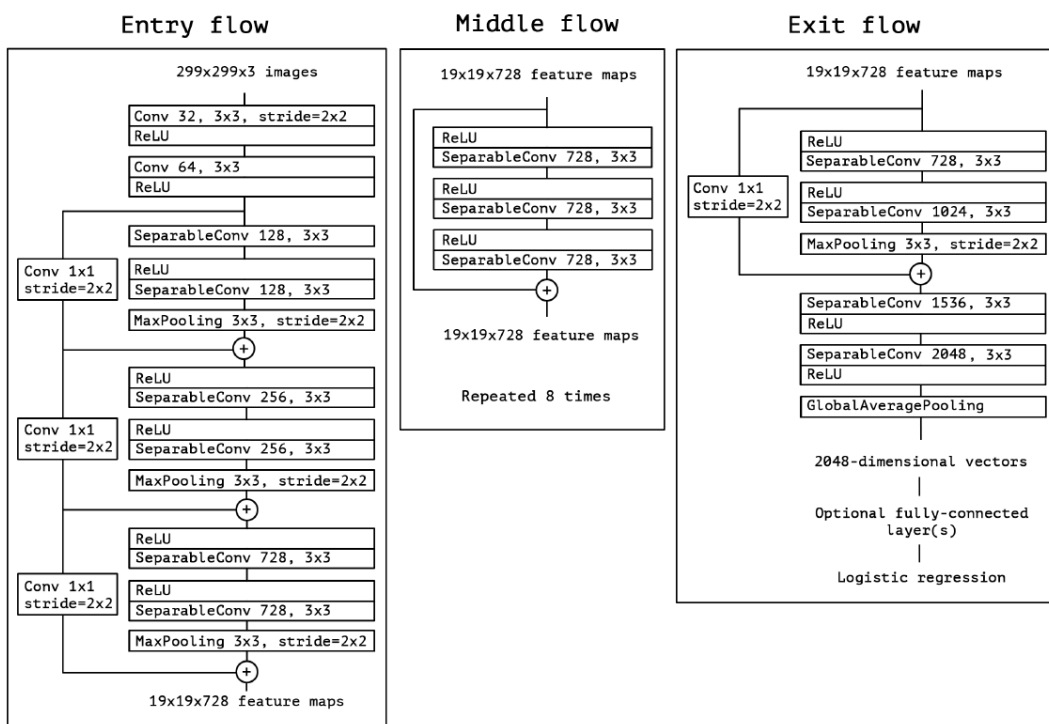 Entry flow
299x299x3 images
Conv 32, 3x3, stride=2x2
ReLU
Conv 64, 3x3
ReLU
SeparableConv 128, 3x3
Conv 1x1
stride=2x2
ReLU
SeparableConv 128, 3x3
MaxPooling 3x3, stride=2x2
+
ReLU
SeparableConv 256, 3x3
Conv 1x1
stride=2x2
ReLU
SeparableConv 256, 3x3
MaxPooling 3x3, stride=2x2
+
ReLU
SeparableConv 728, 3x3
Conv 1x1
stride=2x2
ReLU
SeparableConv 728, 3x3
MaxPooling 3x3, stride=2x2
+
19x19x728 feature maps
Middle flow
19x19x728 feature maps
ReLU
SeparableConv 728, 3x3
ReLU
SeparableConv 728, 3x3
ReLU
SeparableConv 728, 3x3
+
19x19x728 feature maps
Repeated 8 times
Exit flow
19x19x728 feature maps
ReLU
SeparableConv 728, 3x3
Conv 1x1
stride=2x2
ReLU
SeparableConv 1024, 3x3
MaxPooling 3x3, stride=2x2
+
SeparableConv 1536, 3x3
ReLU
SeparableConv 2048, 3x3
ReLU
GlobalAveragePooling
2048-dimensional vectors
Optional fully-connected
layer(s)
Logistic regression